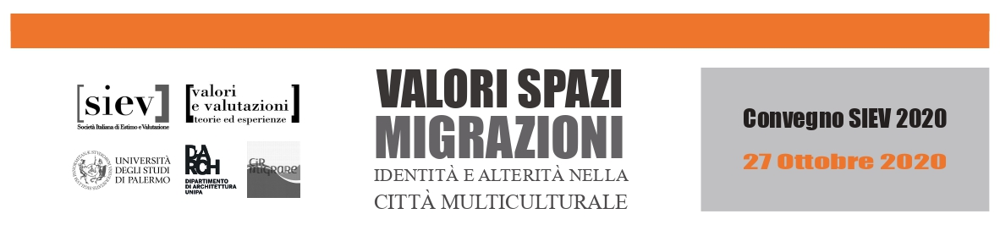 [siev]
Società Italiana di Estimo e Valutazione
[valori
e valutazioni]
teorie ed esperienze
UNIVERSITÀ
DEGLI STUDI
DI PALERMO
D'ARCH
DIPARTIMENTO
DI ARCHITETTURA
UNIPA
CIR
migrare
VALORI SPAZI
MIGRAZIONI
IDENTITÀ E ALTERITÀ NELLA
CITTÀ MULTICULTURALE
Convegno SIEV 2020
27 Ottobre 2020